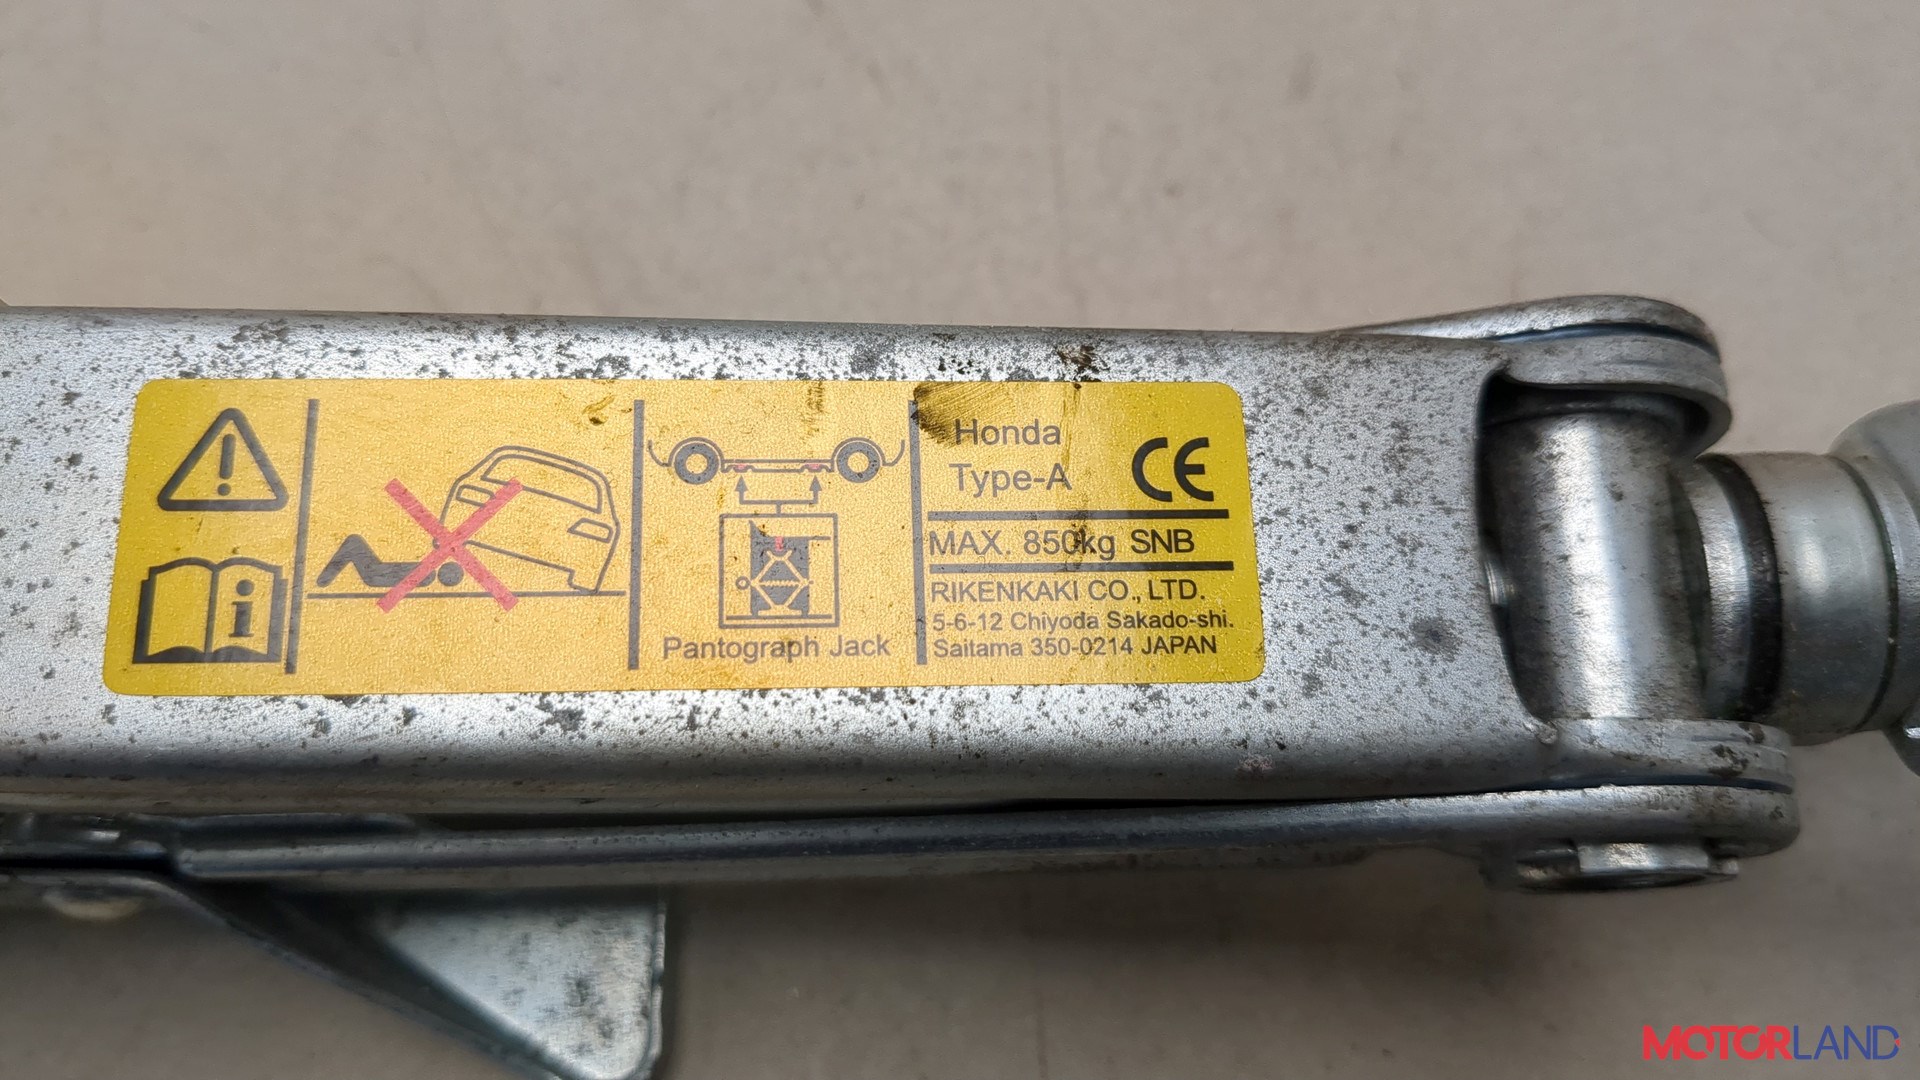 Honda
Type-A
CE
MAX. 850kg SNB
RIKENKAKI CO., LTD.
5-6-12 Chiyoda Sakado-shi.
Saitama 350-0214 JAPAN
Pantograph Jack
MOTORLAND